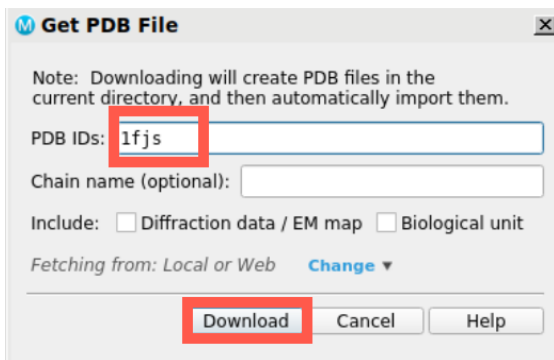 M Get PDB File
Note: Downloading will create PDB files in the
current directory, and then automatically import them.
PDB IDs: 1fjs
Chain name (optional):
Include: Diffraction data / EM map Biological unit
Fetching from: Local or Web Change
Download Cancel Help